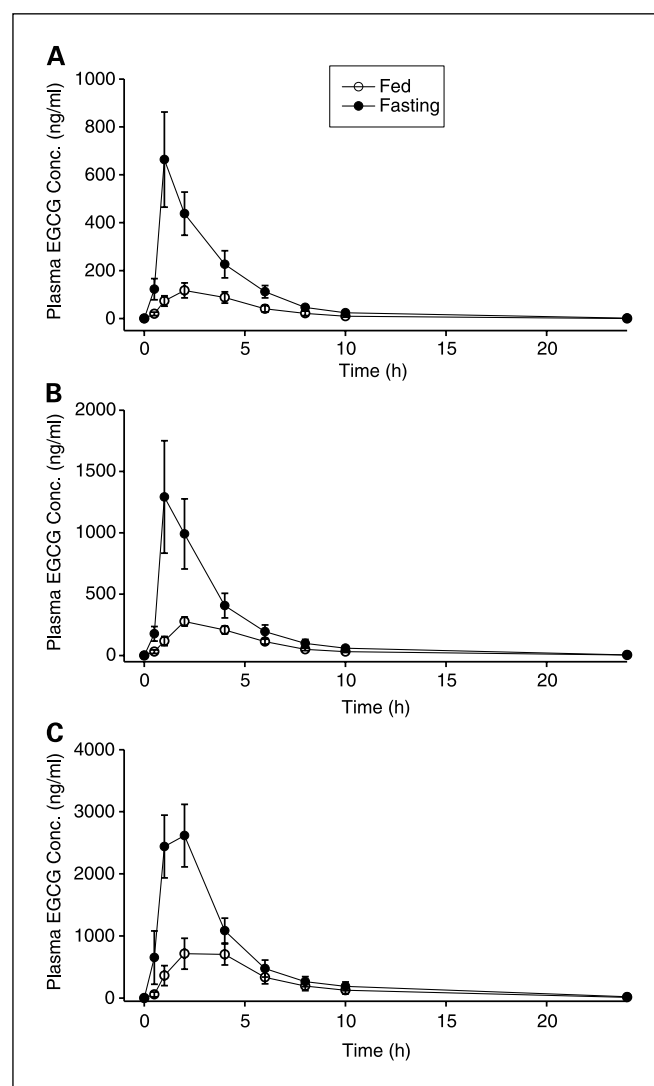 A
Plasma EGCG Conc. (ng/ml)
1000
800
600
400
200
0
Fed
Fasting
0 5 10 15 20
Time (h)
B
Plasma EGCG Conc. (ng/ml)
2000
1500
1000
500
0
0 5 10 15 20
Time (h)
C
Plasma EGCG Conc. (ng/ml)
4000
3000
2000
1000
0
0 5 10 15 20
Time (h)